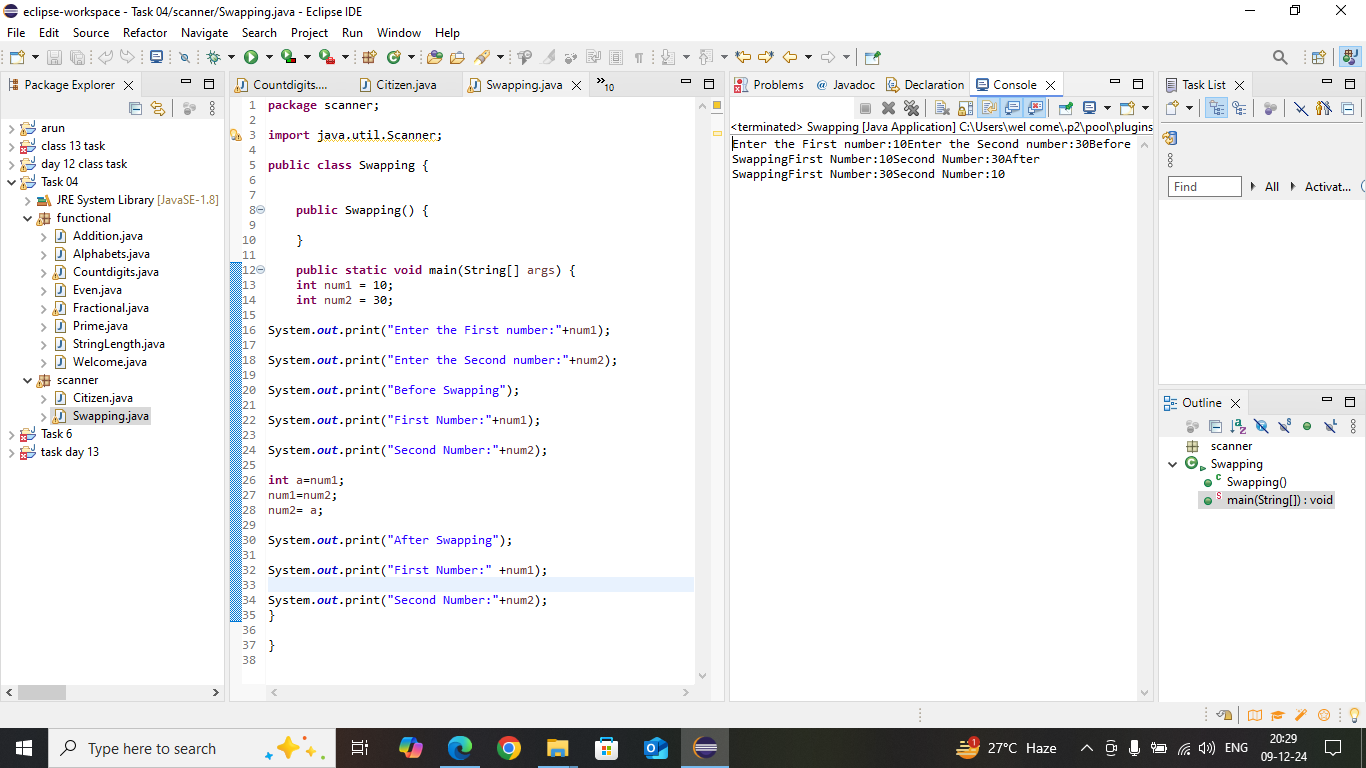 eclipse-workspace - Task 04/scanner/Swapping.java - Eclipse IDE
File Edit Source Refactor Navigate Search Project Run Window Help
Package Explorer
arun
class 13 task
day 12 class task
Task 04
JRE System Library [JavaSE-1.8]
functional
Addition.java
Alphabets.java
Countdigits.java
Even.java
Fractional.java
Prime.java
StringLength.java
Welcome.java
scanner
Citizen.java
Swapping.java
Task 6
task day 13
Countdigits.... Citizen.java Swapping.java »10
1 package scanner;
2
3 import java.util.Scanner;
4
5 public class Swapping {
6
7
8 public Swapping() {
9
10 }
11
12 public static void main(String[] args) {
13 int num1 = 10;
14 int num2 = 30;
15
16 System.out.print("Enter the First number:"+num1);
17
18 System.out.print("Enter the Second number:"+num2);
19
20 System.out.print("Before Swapping");
21
22 System.out.print("First Number:"+num1);
23
24 System.out.print("Second Number:"+num2);
25
26 int a=num1;
27 num1=num2;
28 num2= a;
29
30 System.out.print("After Swapping");
31
32 System.out.print("First Number:" +num1);
33
34 System.out.print("Second Number:"+num2);
35 }
36
37 }
38
Problems @ Javadoc Declaration Console
<terminated> Swapping [Java Application] C:\Users\wel come\.p2\pool\plugins
Enter the First number:10Enter the Second number:30Before
SwappingFirst Number:10Second Number:30After
SwappingFirst Number:30Second Number:10
Task List
Find All Activat...
Outline
scanner
Swapping
Swapping()
main(String[]) : void
Type here to search
1
27°C Haze
ENG
20:29
09-12-24